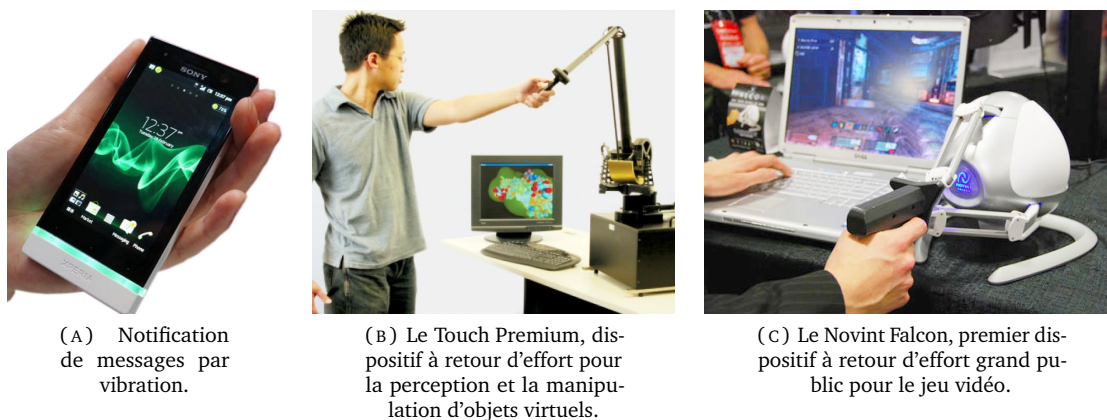 SONY
12:37
XPERIA
(A) Notification
de messages par
vibration.
(B) Le Touch Premium, dis-
positif à retour d'effort pour
la perception et la manipu-
lation d'objets virtuels.
(C) Le Novint Falcon, premier dis-
positif à retour d'effort grand pu-
blic pour le jeu vidéo.